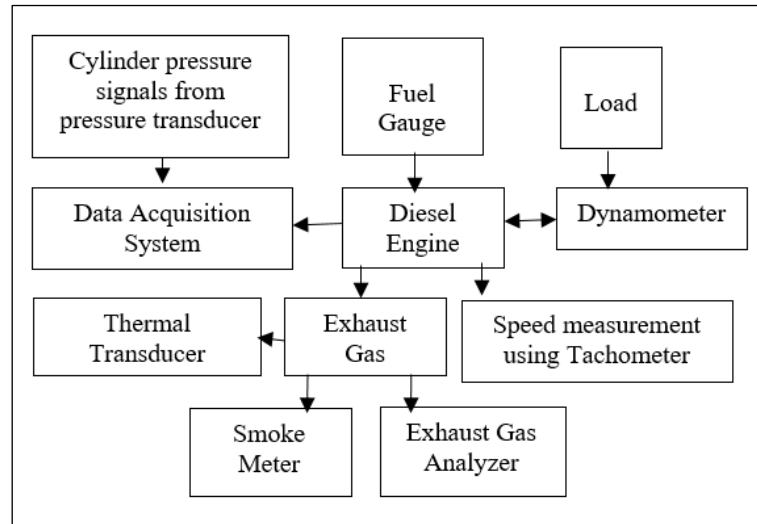 Cylinder pressure
signals from
pressure transducer
Fuel
Gauge
Load
Data Acquisition
System
Diesel
Engine
Dynamometer
Thermal
Transducer
Exhaust
Gas
Speed measurement
using Tachometer
Smoke
Meter
Exhaust Gas
Analyzer